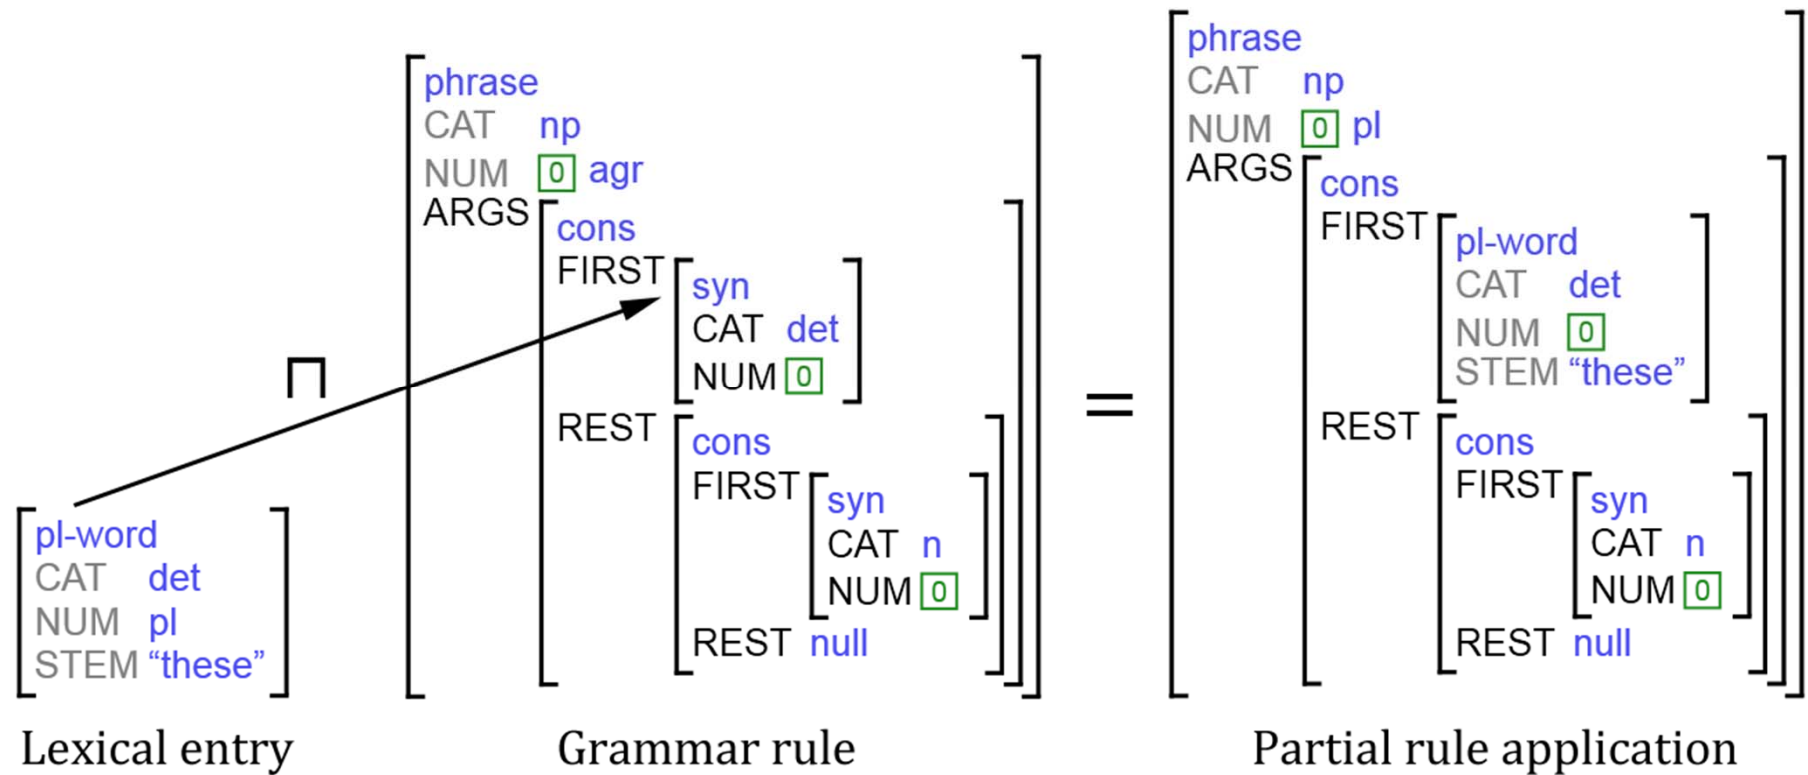 pl-word
CAT det
NUM pl
STEM “these”
Lexical entry
⊓
phrase
CAT np
NUM 0 agr
ARGS
cons
FIRST
syn
CAT det
NUM 0
REST
cons
FIRST
syn
CAT n
NUM 0
REST null
Grammar rule
=
phrase
CAT np
NUM 0 pl
ARGS
cons
FIRST
pl-word
CAT det
NUM 0
STEM “these”
REST
cons
FIRST
syn
CAT n
NUM 0
REST null
Partial rule application